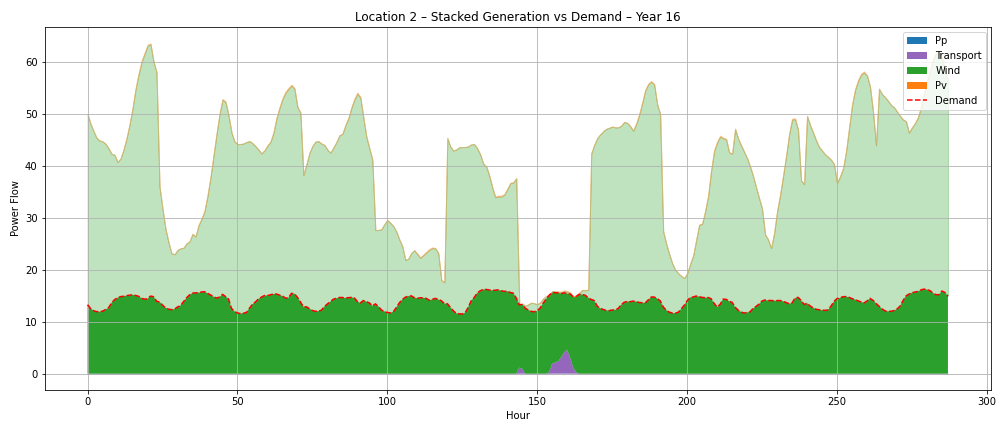 Location 2 – Stacked Generation vs Demand – Year 16
Pp
Transport
Wind
Pv
Demand
Power Flow
60
50
40
30
20
10
0
0 50 100 150 200 250 300
Hour